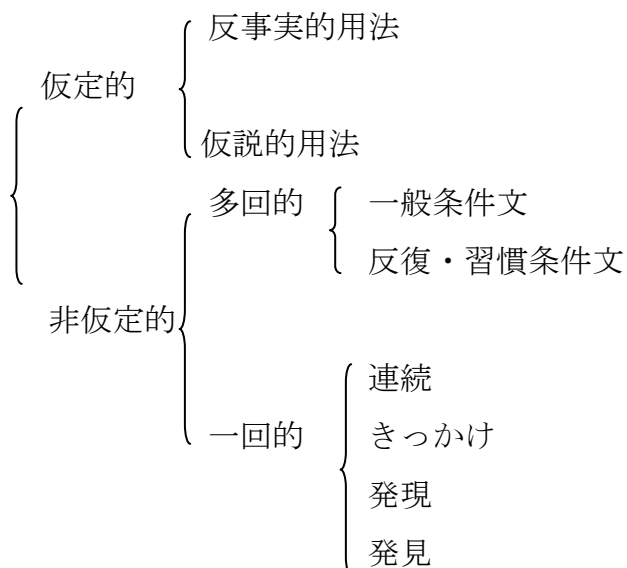 反事実的用法
仮定的
仮説的用法
多回的
一般条件文
反復・習慣条件文
非仮定的
連続
一回的
きっかけ
発現
発見